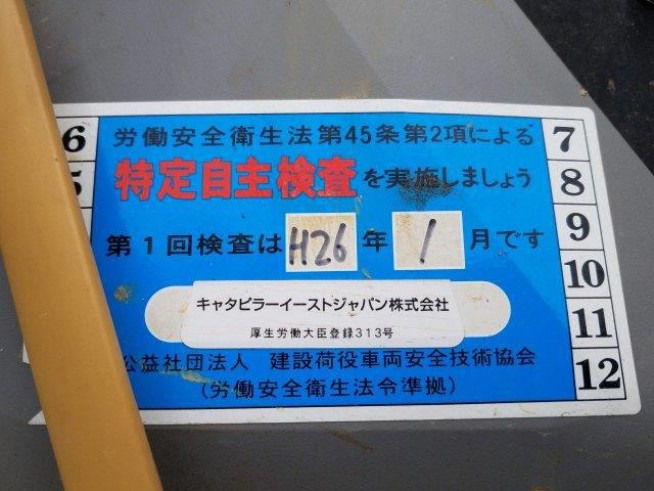 6
5
労働安全衛生法第45条第2項による
特定自主検査を実施しましょう
第1回検査はH26年1月です
キャタピラーイーストジャパン株式会社
厚生労働大臣登録313号
公益社団法人 建設荷役車両安全技術協会
(労働安全衛生法令準拠)
7
8
9
10
11
12